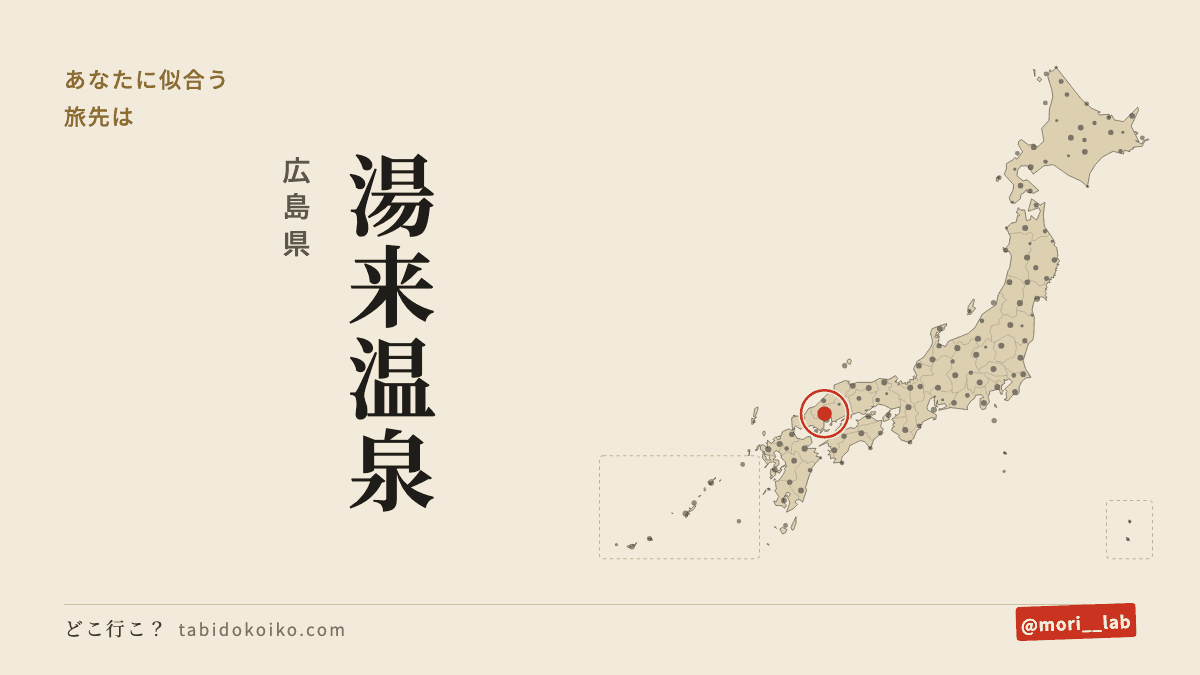 あなたに似合う
旅先は
湯来温泉
広島県
どこ行こ？ tabidokoiko.com
@mori__lab